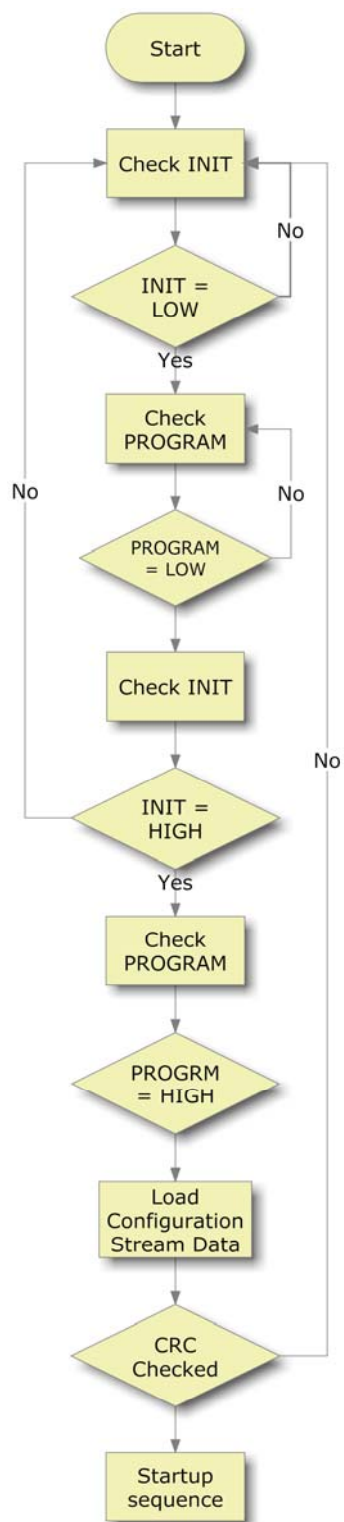 Start
Check INIT
No
INIT =
LOW
Yes
Check
PROGRAM
No
No
PROGRAM
= LOW
Check INIT
No
INIT =
HIGH
Yes
Check
PROGRAM
PROGRM
= HIGH
Load
Configuration
Stream Data
CRC
Checked
Startup
sequence